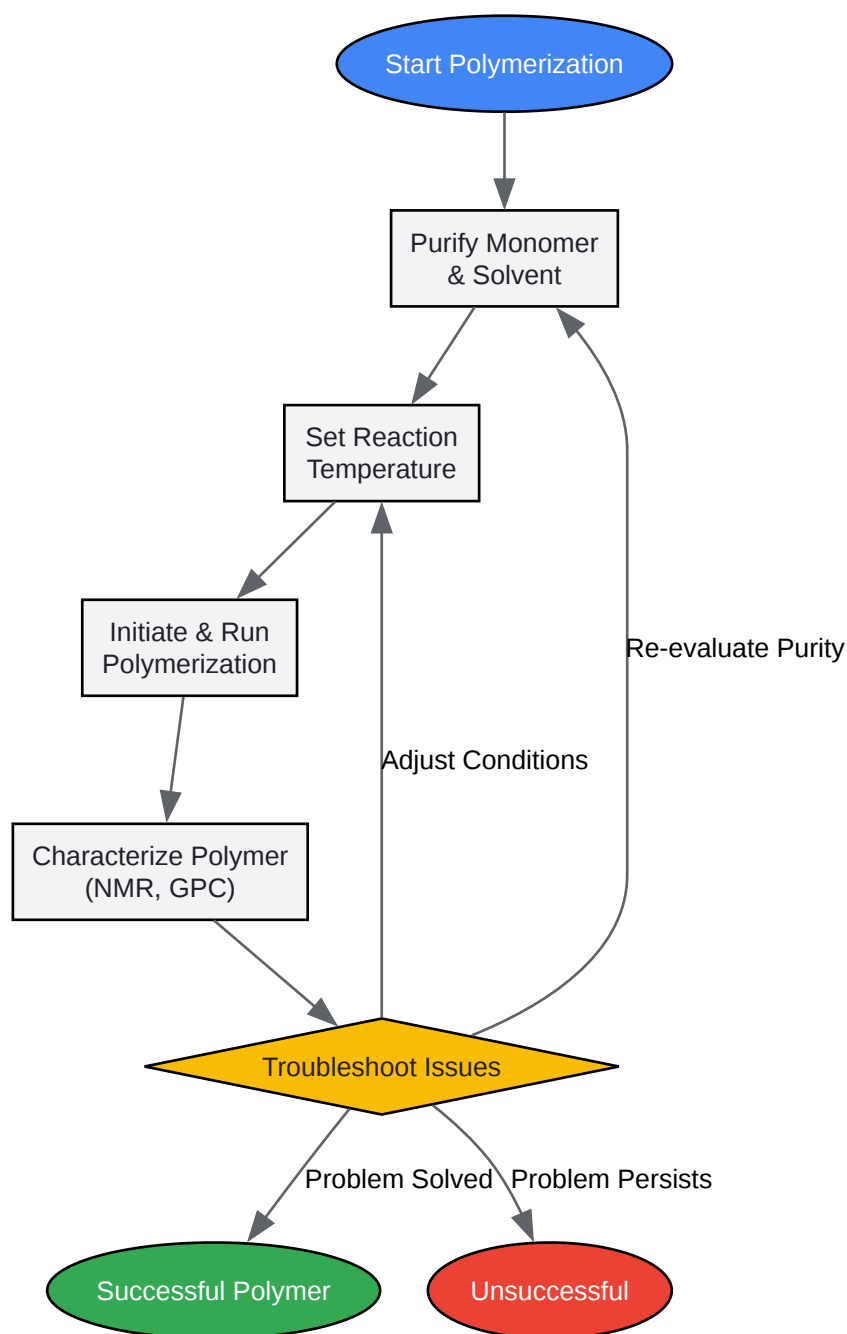 Start Polymerization
Purify Monomer
& Solvent
Set Reaction
Temperature
Initiate & Run
Polymerization
Re-evaluate Purity
Adjust Conditions
Characterize Polymer
(NMR, GPC)
Troubleshoot Issues
Problem Solved
Problem Persists
Successful Polymer
Unsuccessful